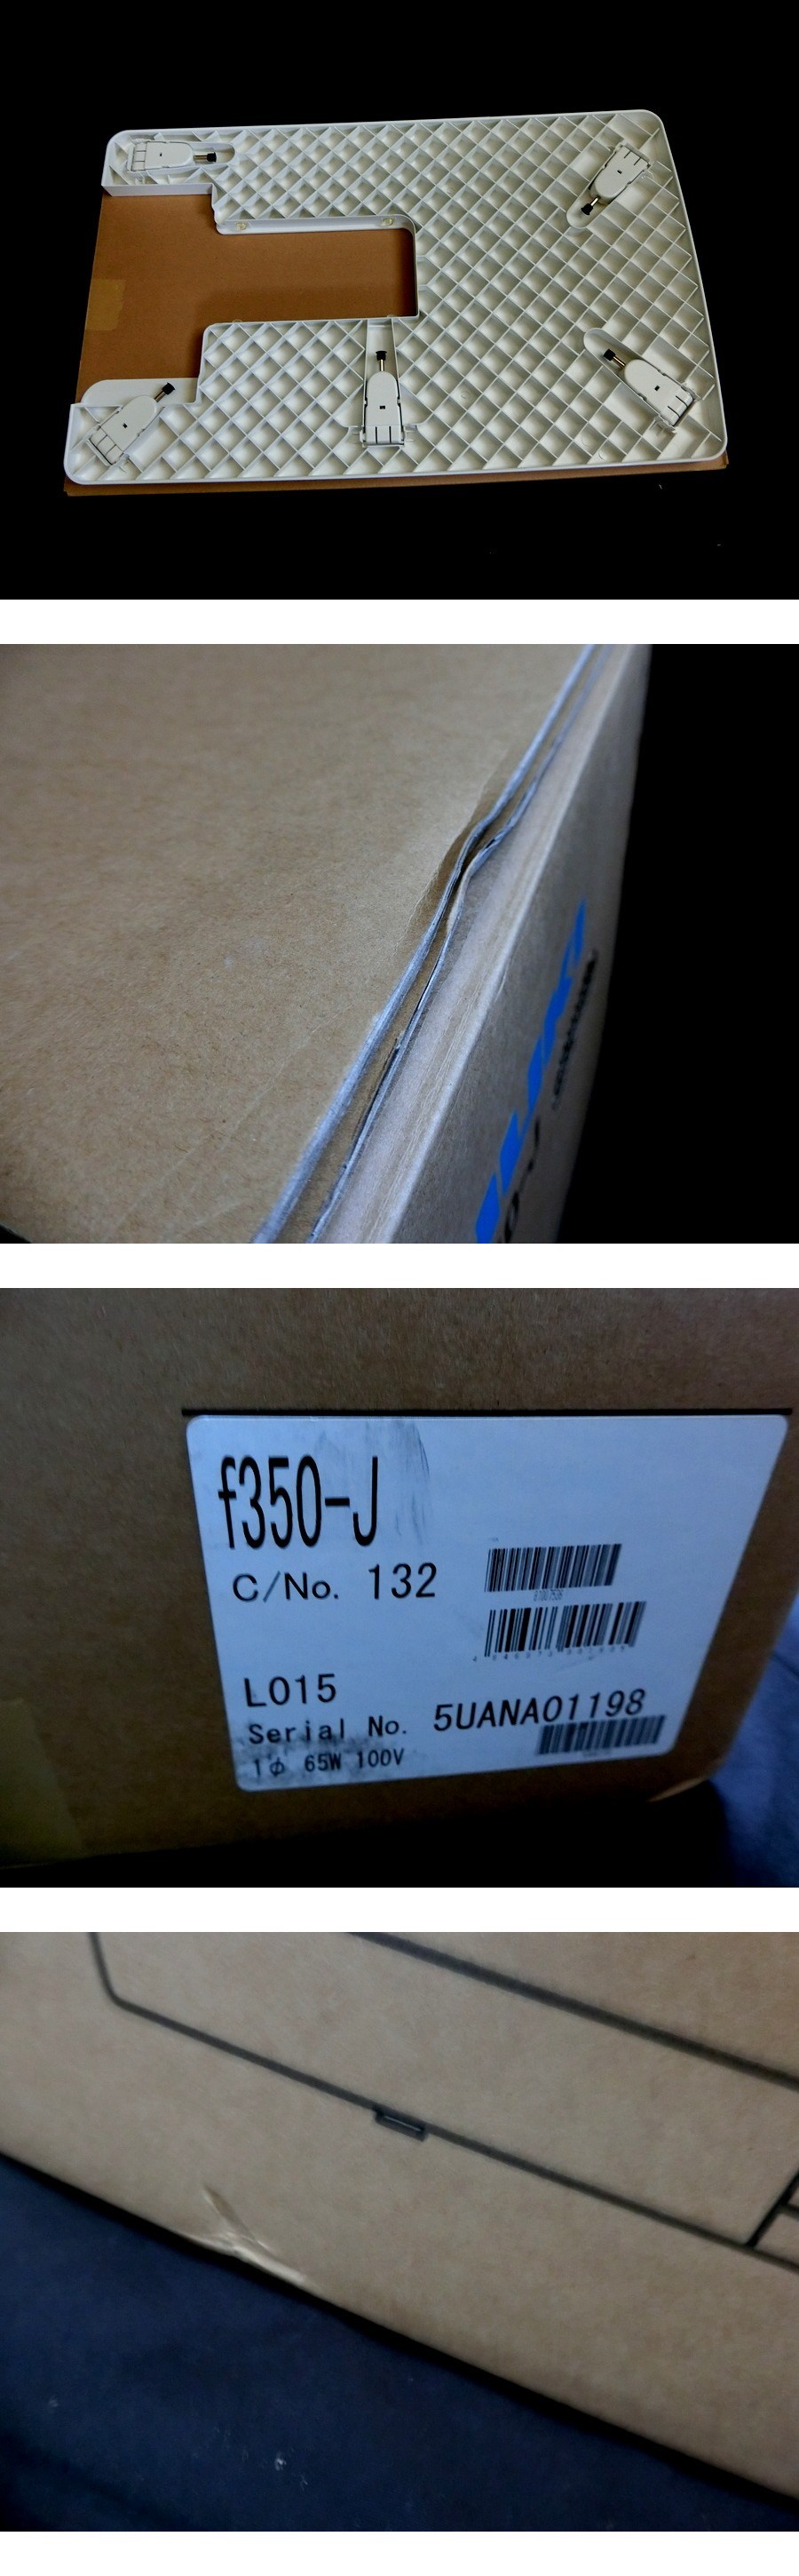 f350-J
C/No. 132
L015
Serial No. 5UANA01198
1φ 65W 100V